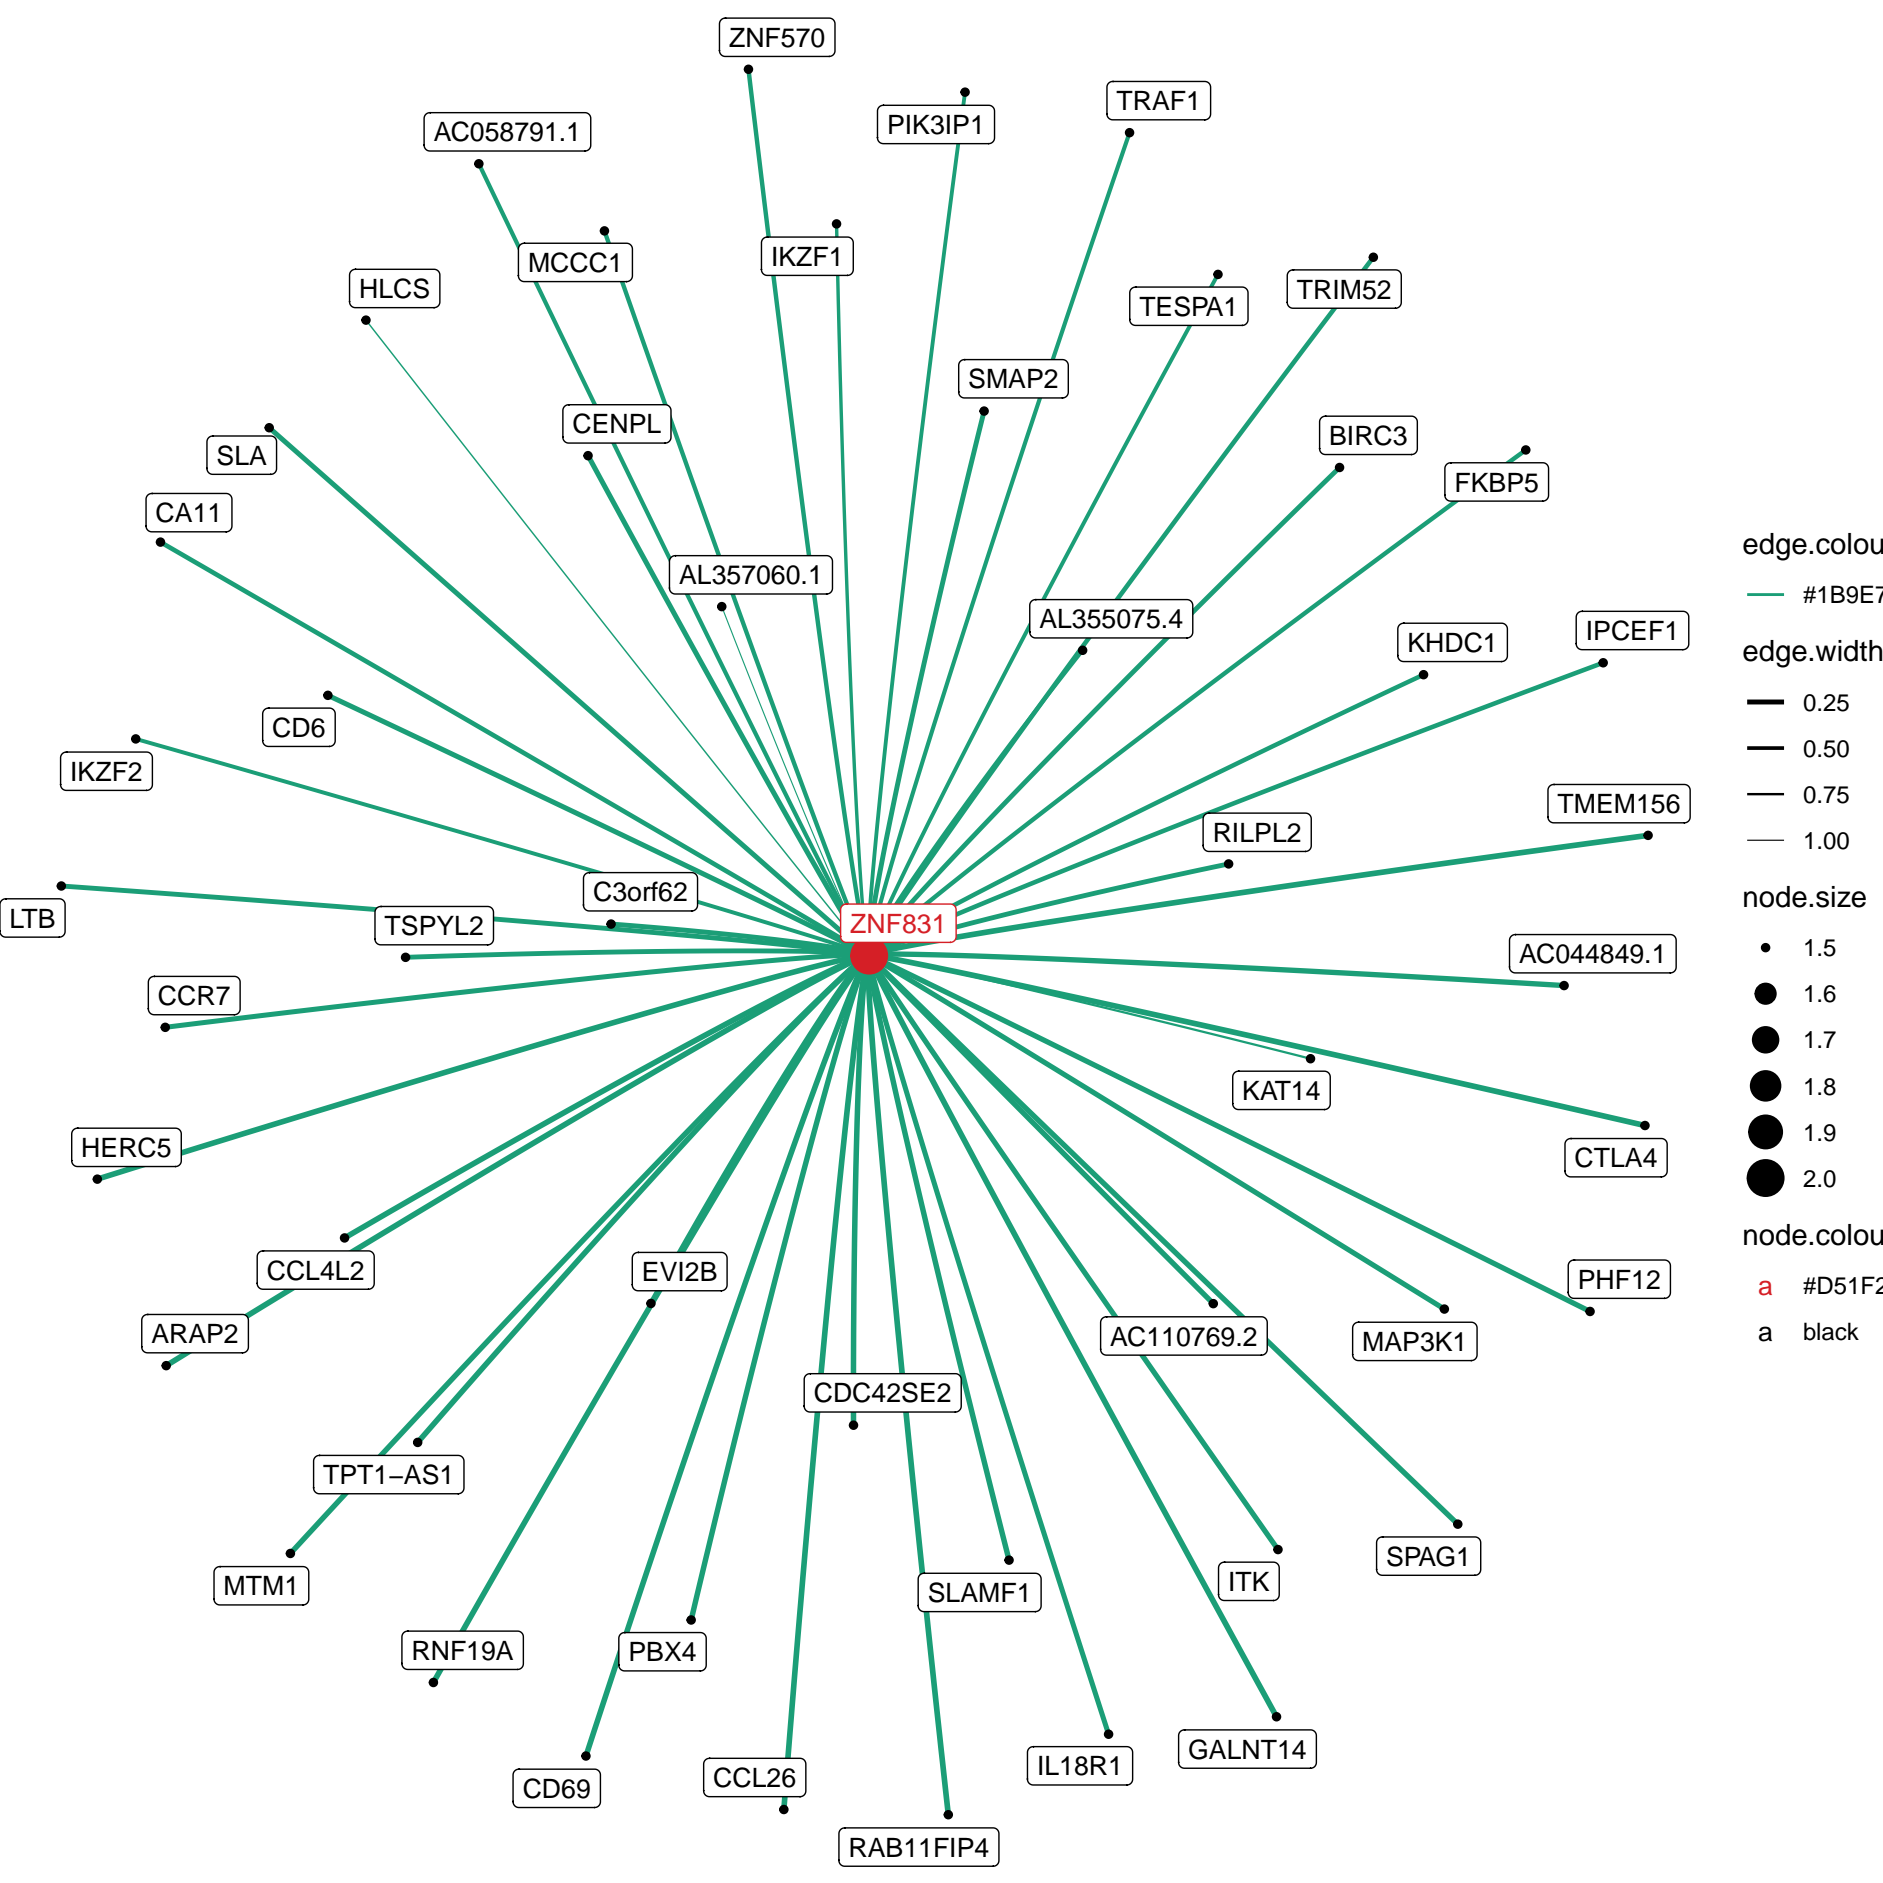 ZNF570
TRAF1
PIK3IP1
AC058791.1
IKZF1
MCCC1
HLCS
TRIM52
TESPA1
SMAP2
CENPL
BIRC3
SLA
FKBP5
CA11
edge.colou
AL357060.1
#1B9E7
AL355075.4
IPCEF1
KHDC1
edge.width
0.25
CD6
0.50
IKZF2
0.75
TMEM156
RILPL2
1.00
C3orf62
node.size
LTB
TSPYL2
ZNF831
1.5
AC044849.1
CCR7
1.6
1.7
KAT14
1.8
1.9
HERC5
CTLA4
2.0
node.colou
CCL4L2
EVI2B
PHF12
a #D51F2
ARAP2
a black
AC110769.2
MAP3K1
CDC42SE2
TPT1−AS1
SPAG1
MTM1
ITK
SLAMF1
RNF19A
PBX4
GALNT14
IL18R1
CCL26
CD69
RAB11FIP4